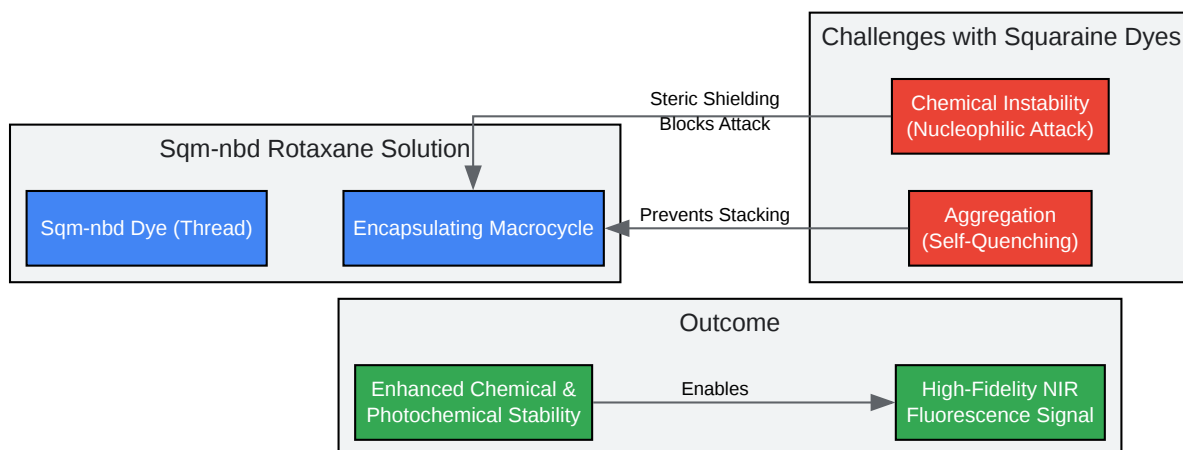 Challenges with Squaraine Dyes
Chemical Instability
(Nucleophilic Attack)
Steric Shielding
Blocks Attack
Sqm-nbd Rotaxane Solution
Sqm-nbd Dye (Thread)
Encapsulating Macrocycle
Prevents Stacking
Aggregation
(Self-Quenching)
Outcome
Enhanced Chemical &
Photochemical Stability
Enables
High-Fidelity NIR
Fluorescence Signal